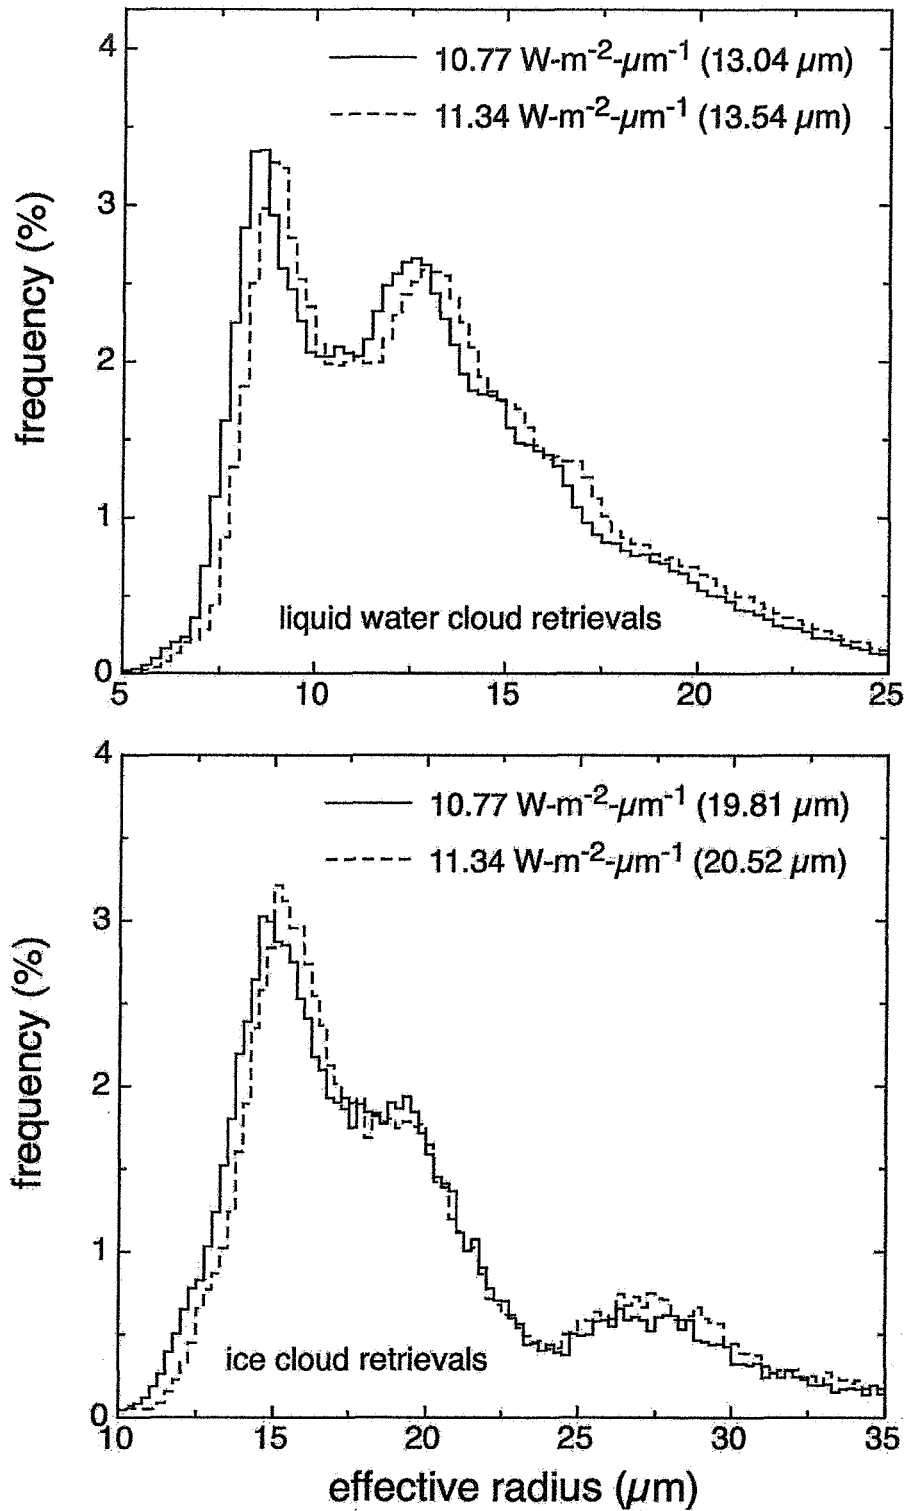 4
10.77 W-m-2-µm-1 (13.04 µm)
11.34 W-m-2-µm-1 (13.54 µm)
3
frequency (%)
2
1
liquid water cloud retrievals
0
5 10 15 20 25
4
10.77 W-m-2-µm-1 (19.81 µm)
11.34 W-m-2-µm-1 (20.52 µm)
3
frequency (%)
2
1
ice cloud retrievals
0
10 15 20 25 30 35
effective radius (µm)